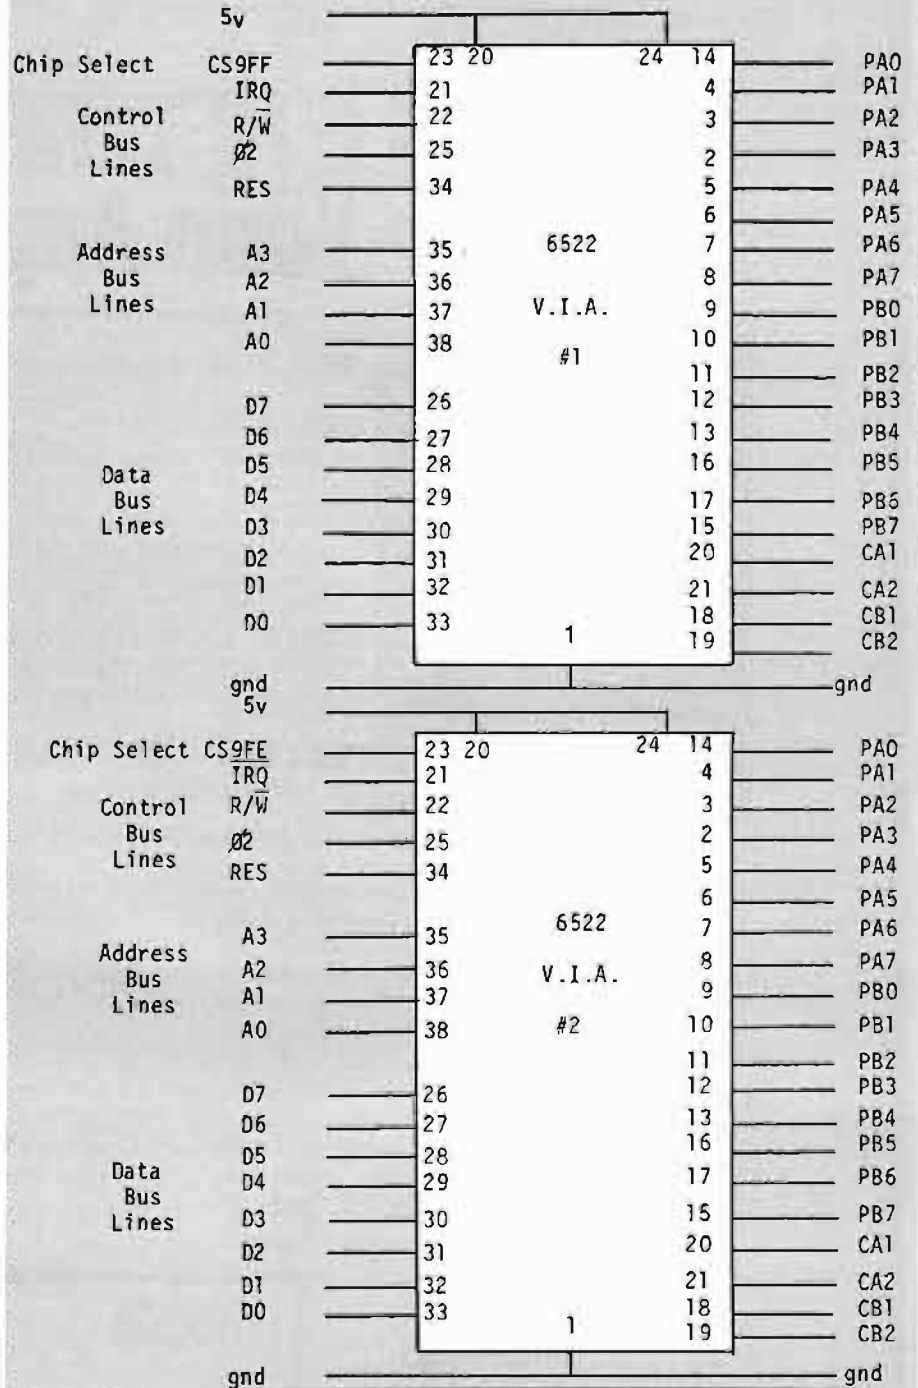 5v
Chip Select CS9FF 23 20 24 14 PA0
IRQ 21 4 PA1
Control R/W̅ 22 3 PA2
Bus Ø2 25 2 PA3
Lines
RES 34 5 PA4
6 PA5
Address A3 35 6522 7 PA6
Bus A2 36 8 PA7
Lines A1 37 V.I.A. 9 PB0
A0 38 #1 10 PB1
11 PB2
D7 26 12 PB3
D6 27 13 PB4
Data D5 28 16 PB5
Bus D4 29 17 PB6
Lines D3 30 15 PB7
D2 31 20 CA1
D1 32 21 CA2
D0 33 1 18 CB1
19 CB2
gnd gnd
5v
Chip Select CS9FE 23 20 24 14 PA0
I̅R̅Q̅ 21 4 PA1
Control R/W̅ 22 3 PA2
Bus Ø2 25 2 PA3
Lines RES 34 5 PA4
6 PA5
A3 35 6522 7 PA6
Address A2 36 V.I.A. 8 PA7
Bus
Lines A1 37 9 PB0
A0 38 #2 10 PB1
11 PB2
D7 26 12 PB3
D6 27 13 PB4
D5 28 16 PB5
Data D4 29 17 PB6
Bus
Lines D3 30 15 PB7
D2 31 20 CA1
D1 32 21 CA2
D0 33 1 18 CB1
19 CB2
gnd gnd